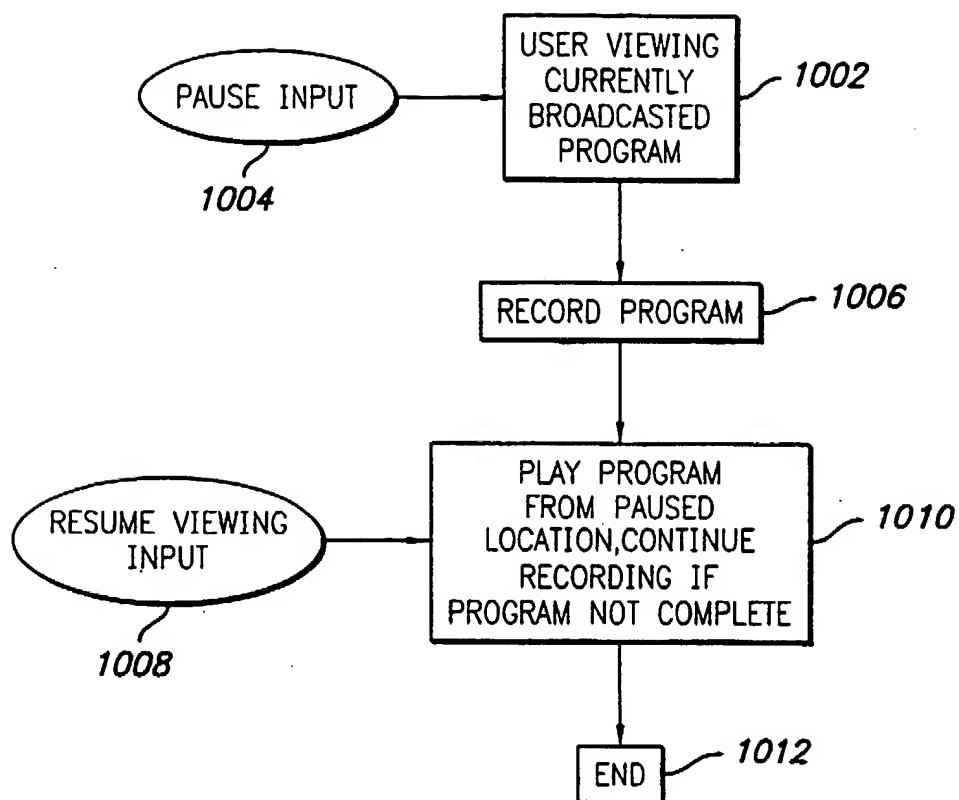 PAUSE INPUT
1004
USER VIEWING
CURRENTLY
BROADCASTED
PROGRAM
1002
RECORD PROGRAM
1006
RESUME VIEWING
INPUT
1008
PLAY PROGRAM
FROM PAUSED
LOCATION,CONTINUE
RECORDING IF
PROGRAM NOT COMPLETE
1010
END
1012